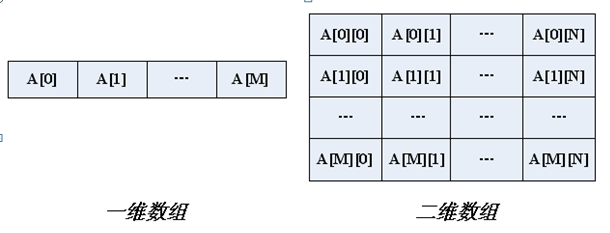 A[0] A[1] --- A[M]
一维数组
A[0][0] A[0][1] --- A[0][N]
A[1][0] A[1][1] --- A[1][N]
--- --- --- ---
A[M][0] A[M][1] --- A[M][N]
二维数组